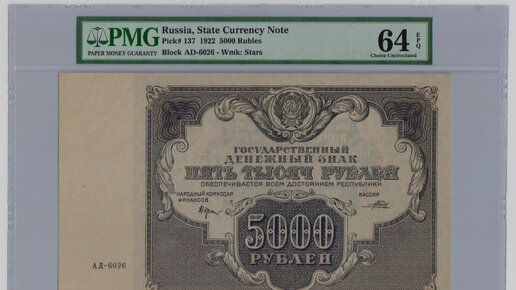 PMG
PAPER MONEY GUARANTY
Russia, State Currency Note
Pick# 137 1922 5000 Rubles
Block AD-6026 - Wmk: Stars
64 EPQ
Choice Uncirculated
ГОСУДАРСТВЕННЫЙ
ДЕНЕЖНЫЙ ЗНАК
ПЯТЬ ТЫСЯЧ РУБЛЕЙ
ОБЕСПЕЧИВАЕТСЯ ВСЕМ ДОСТОЯНИЕМ РЕСПУБЛИКИ
НАРОДНЫЙ КОМИССАР
ФИНАНСОВ
КАССИР
5000
РУБЛЕЙ
АД-6026